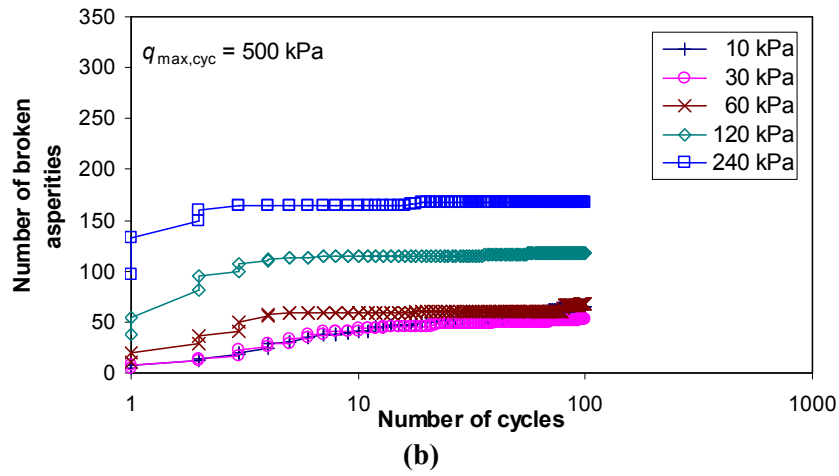 350
300
250
200
150
100
50
0
Number of broken
asperities
q max,cyc = 500 kPa
10 kPa
30 kPa
60 kPa
120 kPa
240 kPa
1
10
100
1000
Number of cycles
(b)